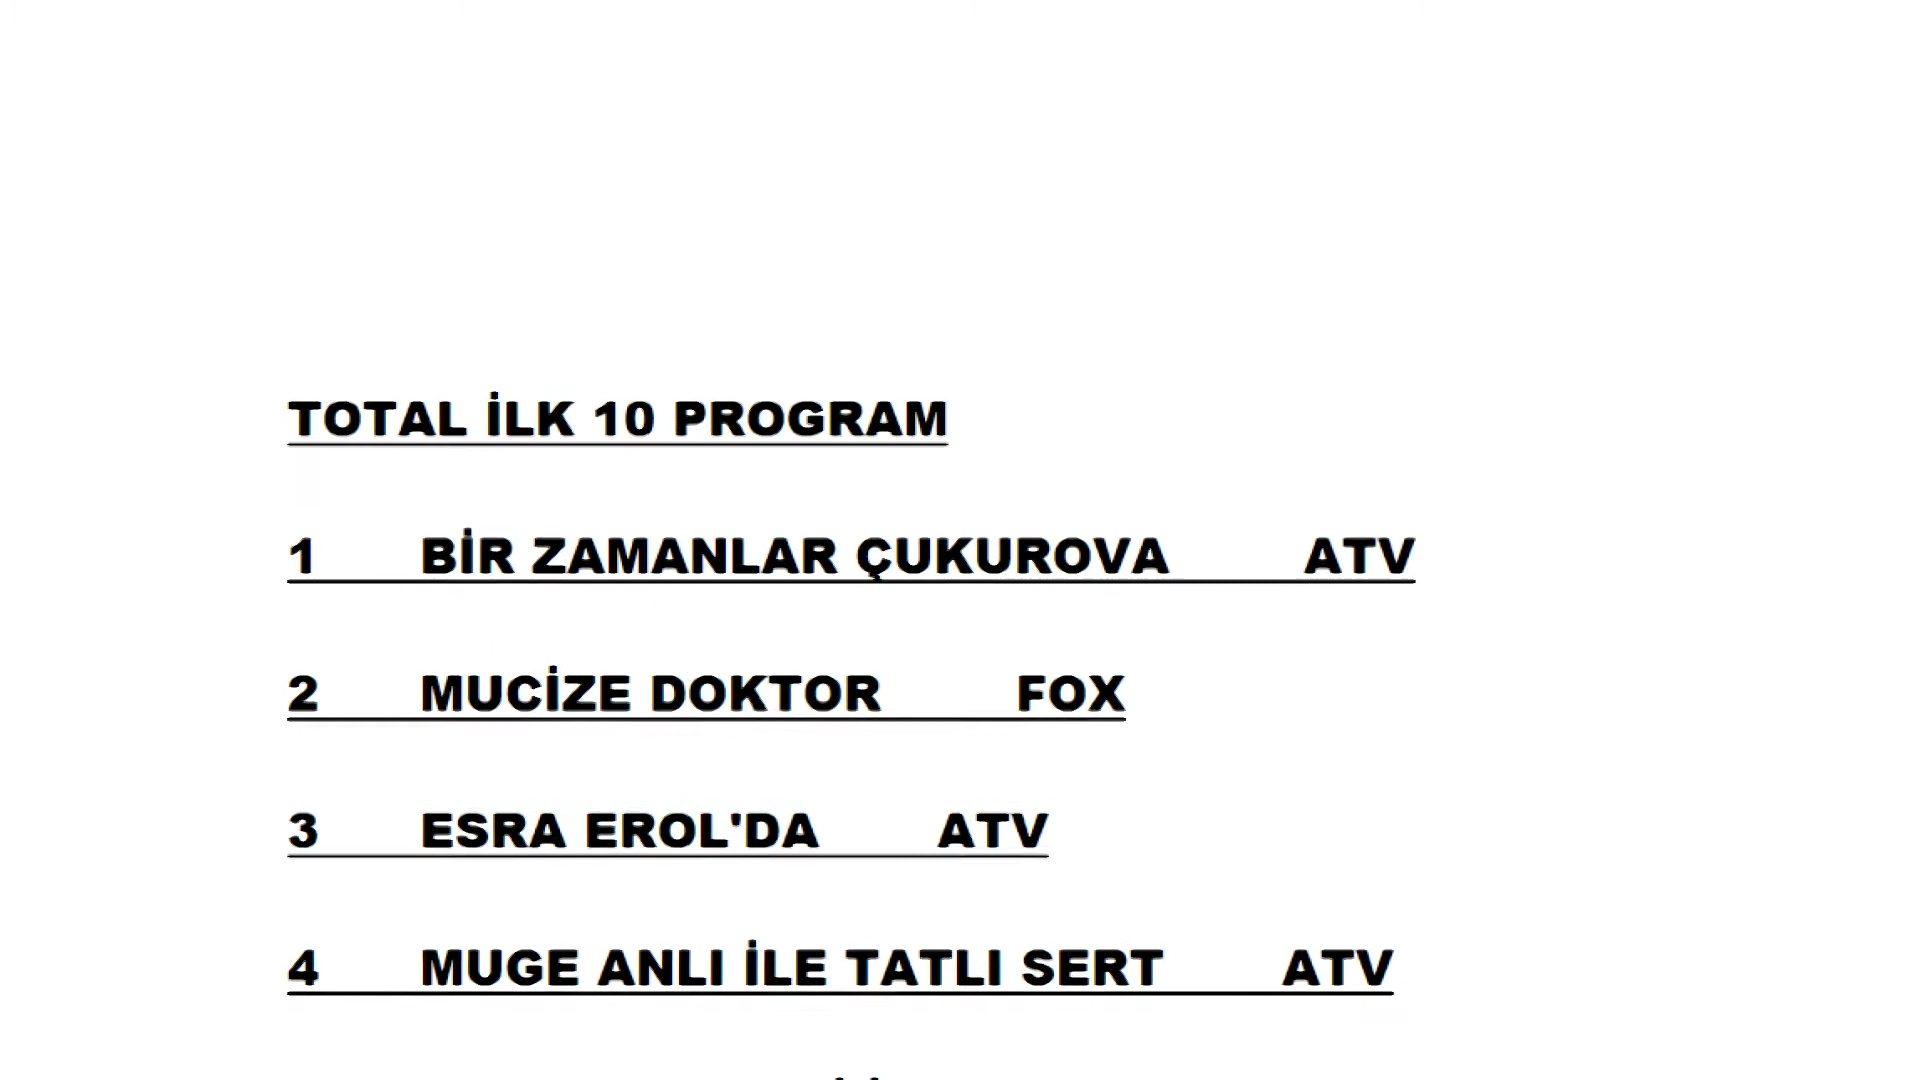 TOTAL İLK 10 PROGRAM
1 BİR ZAMANLAR ÇUKUROVA ATV
2 MUCİZE DOKTOR FOX
3 ESRA EROL'DA ATV
4 MUGE ANLI İLE TATLI SERT ATV